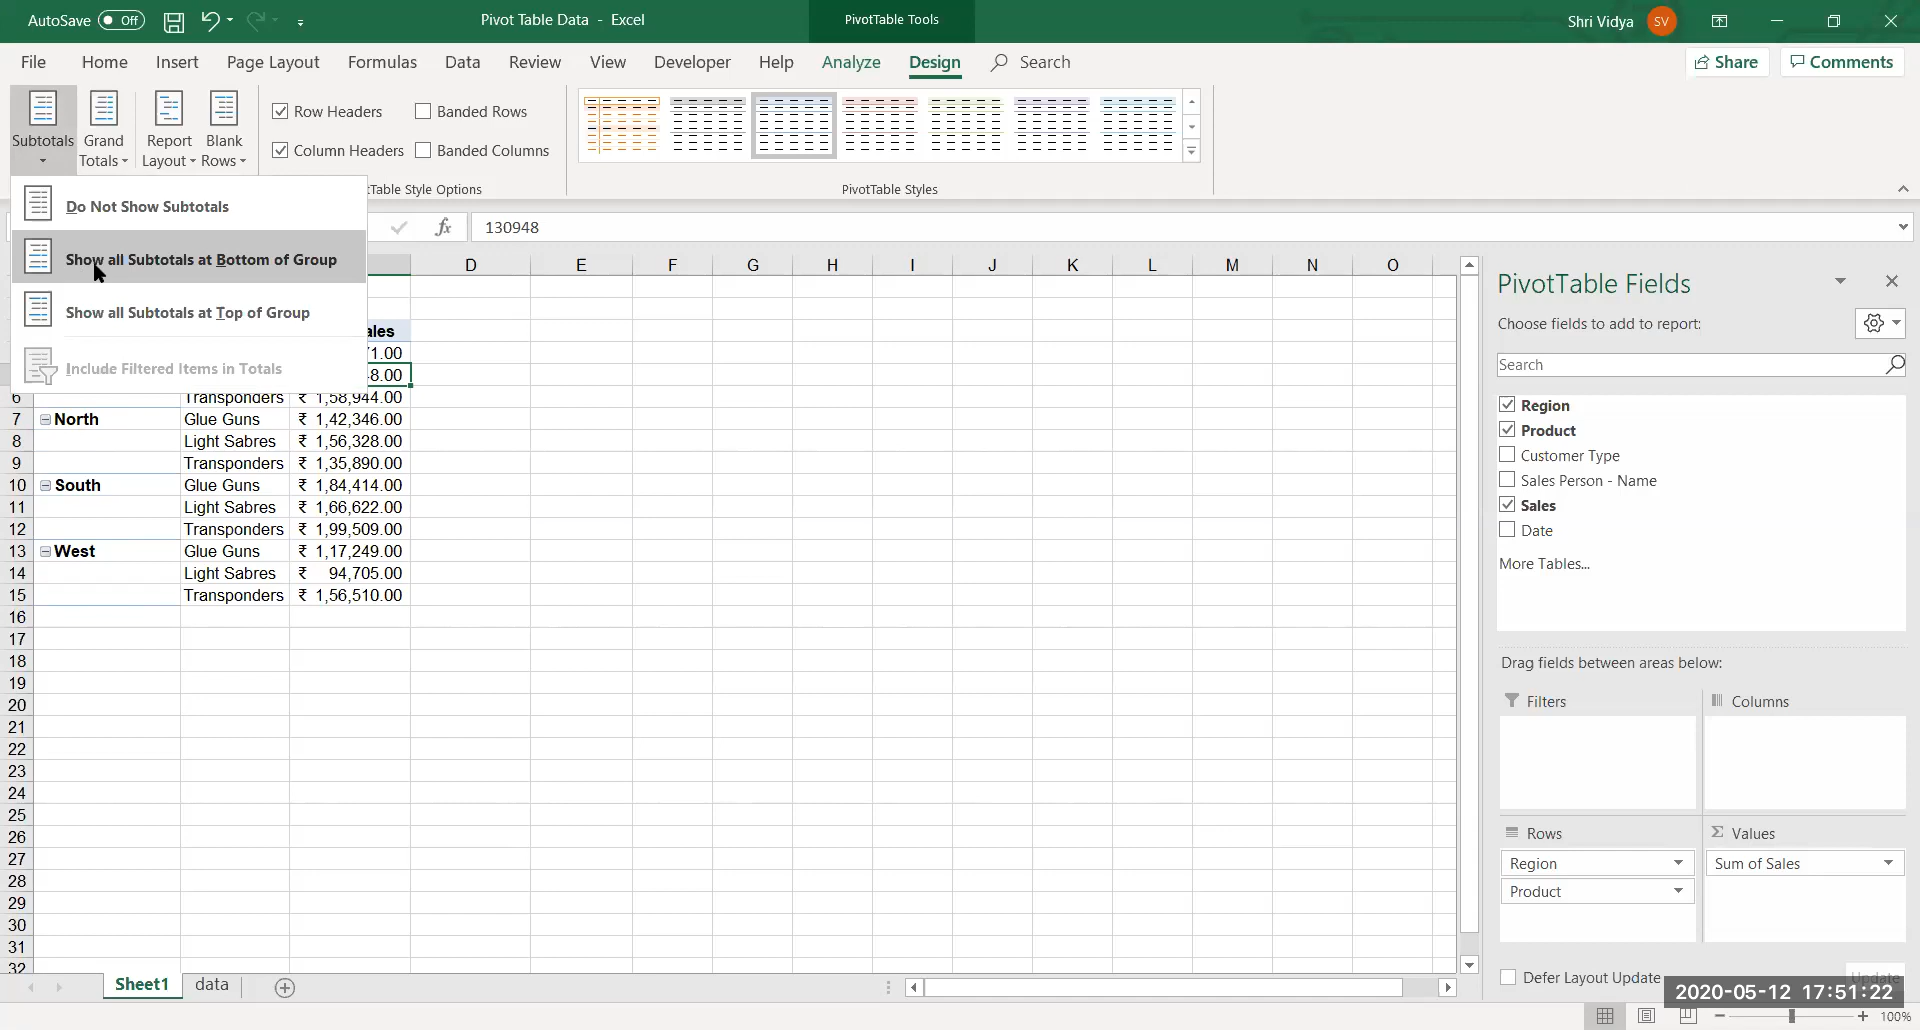 AutoSave Off
Pivot Table Data - Excel
PivotTable Tools
Shri Vidya SV
File Home Insert Page Layout Formulas Data Review View Developer Help Analyze Design Search Share Comments
Subtotals
Grand Totals
Report Layout
Blank Rows
Row Headers Banded Rows
Column Headers Banded Columns
tTable Style Options
PivotTable Styles
Do Not Show Subtotals
Show all Subtotals at Bottom of Group
Show all Subtotals at Top of Group
Include Filtered Items in Totals
fx 130948
D E F G H I J K L M N O
ales
71.00
48.00
6 Transponders ₹ 1,58,944.00
7 North Glue Guns ₹ 1,42,346.00
8 Light Sabres ₹ 1,56,328.00
9 Transponders ₹ 1,35,890.00
10 South Glue Guns ₹ 1,84,414.00
11 Light Sabres ₹ 1,66,622.00
12 Transponders ₹ 1,99,509.00
13 West Glue Guns ₹ 1,17,249.00
14 Light Sabres ₹ 94,705.00
15 Transponders ₹ 1,56,510.00
16
17
18
19
20
21
22
23
24
25
26
27
28
29
30
31
32
PivotTable Fields
Choose fields to add to report:
Search
Region
Product
Customer Type
Sales Person - Name
Sales
Date
More Tables...
Drag fields between areas below:
Filters
Columns
Rows
Values
Region
Sum of Sales
Product
Defer Layout Update Update
Sheet1 data
2020-05-12 17:51:22
100%